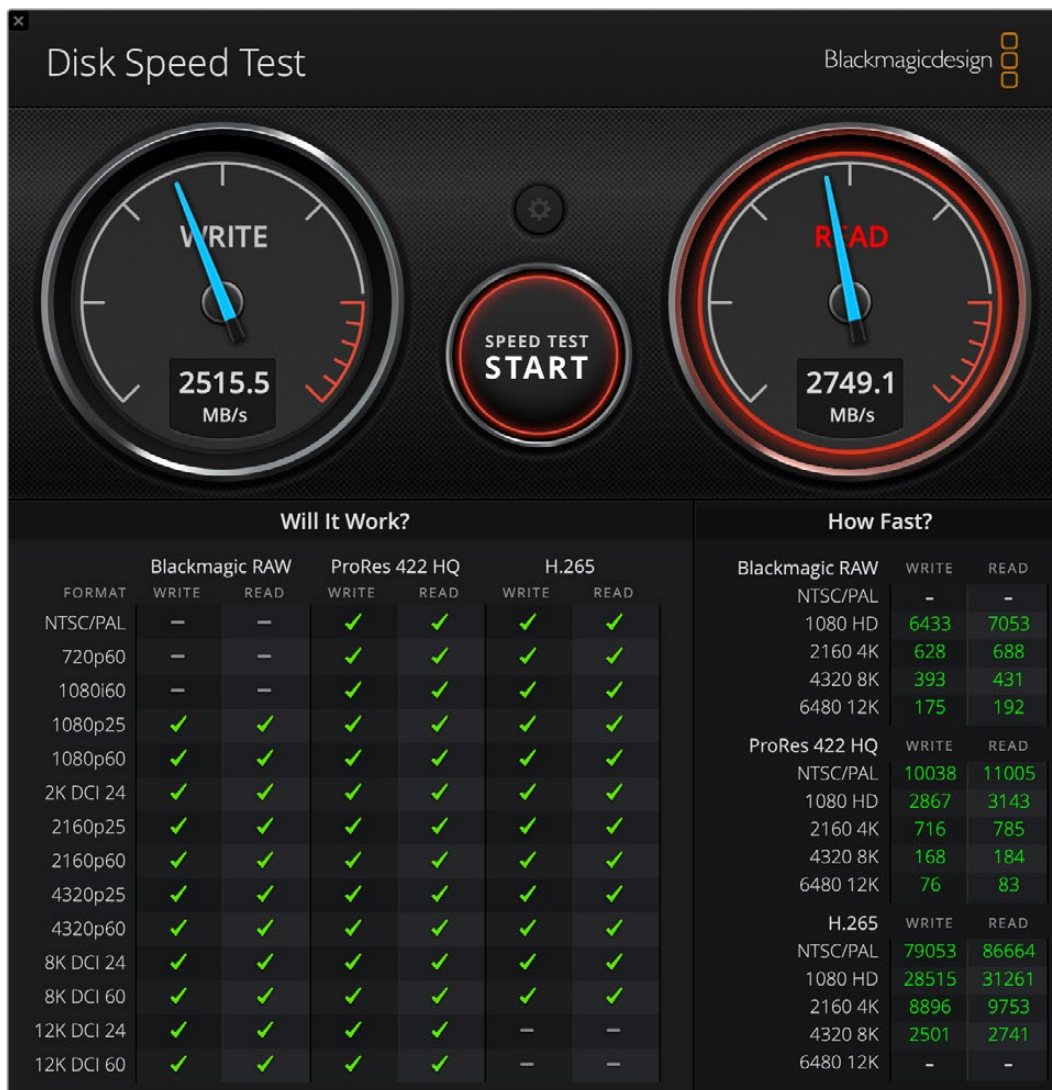 Disk Speed Test
Blackmagicdesign
WRITE
2515.5
MB/s
SPEED TEST
START
READ
2749.1
MB/s
Will It Work?
Blackmagic RAW ProRes 422 HQ H.265
FORMAT WRITE READ WRITE READ WRITE READ
NTSC/PAL – – ✓ ✓ ✓ ✓
720p60 – – ✓ ✓ ✓ ✓
1080i60 – – ✓ ✓ ✓ ✓
1080p25 ✓ ✓ ✓ ✓ ✓ ✓
1080p60 ✓ ✓ ✓ ✓ ✓ ✓
2K DCI 24 ✓ ✓ ✓ ✓ ✓ ✓
2160p25 ✓ ✓ ✓ ✓ ✓ ✓
2160p60 ✓ ✓ ✓ ✓ ✓ ✓
4320p25 ✓ ✓ ✓ ✓ ✓ ✓
4320p60 ✓ ✓ ✓ ✓ ✓ ✓
8K DCI 24 ✓ ✓ ✓ ✓ ✓ ✓
8K DCI 60 ✓ ✓ ✓ ✓ ✓ ✓
12K DCI 24 ✓ ✓ ✓ ✓ – –
12K DCI 60 ✓ ✓ ✓ ✓ – –
How Fast?
Blackmagic RAW WRITE READ
NTSC/PAL – –
1080 HD 6433 7053
2160 4K 628 688
4320 8K 393 431
6480 12K 175 192
ProRes 422 HQ WRITE READ
NTSC/PAL 10038 11005
1080 HD 2867 3143
2160 4K 716 785
4320 8K 168 184
6480 12K 76 83
H.265 WRITE READ
NTSC/PAL 79053 86664
1080 HD 28515 31261
2160 4K 8896 9753
4320 8K 2501 2741
6480 12K – –